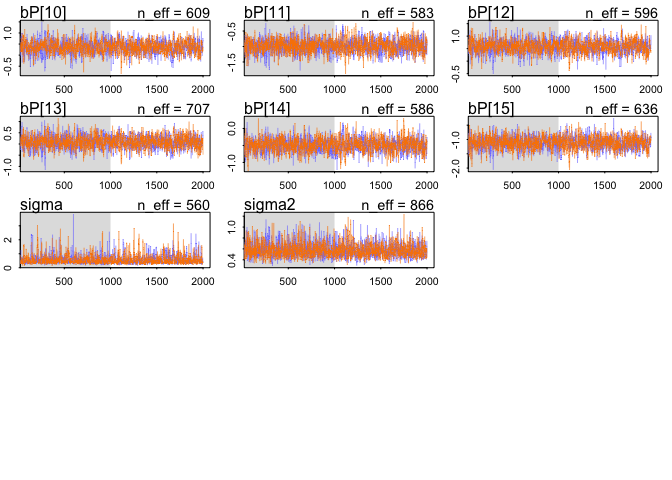 bP[10] n_eff = 609
bP[11] n_eff = 583
bP[12] n_eff = 596
1.0
-0.5
500 1000 1500 2000
-0.5
-1.5
500 1000 1500 2000
1.0
-0.5
500 1000 1500 2000
bP[13] n_eff = 707
bP[14] n_eff = 586
bP[15] n_eff = 636
0.5
-1.0
500 1000 1500 2000
0.0
-1.0
500 1000 1500 2000
-1.0
-2.0
500 1000 1500 2000
sigma n_eff = 560
sigma2 n_eff = 866
2
0
500 1000 1500 2000
1.0
0.4
500 1000 1500 2000